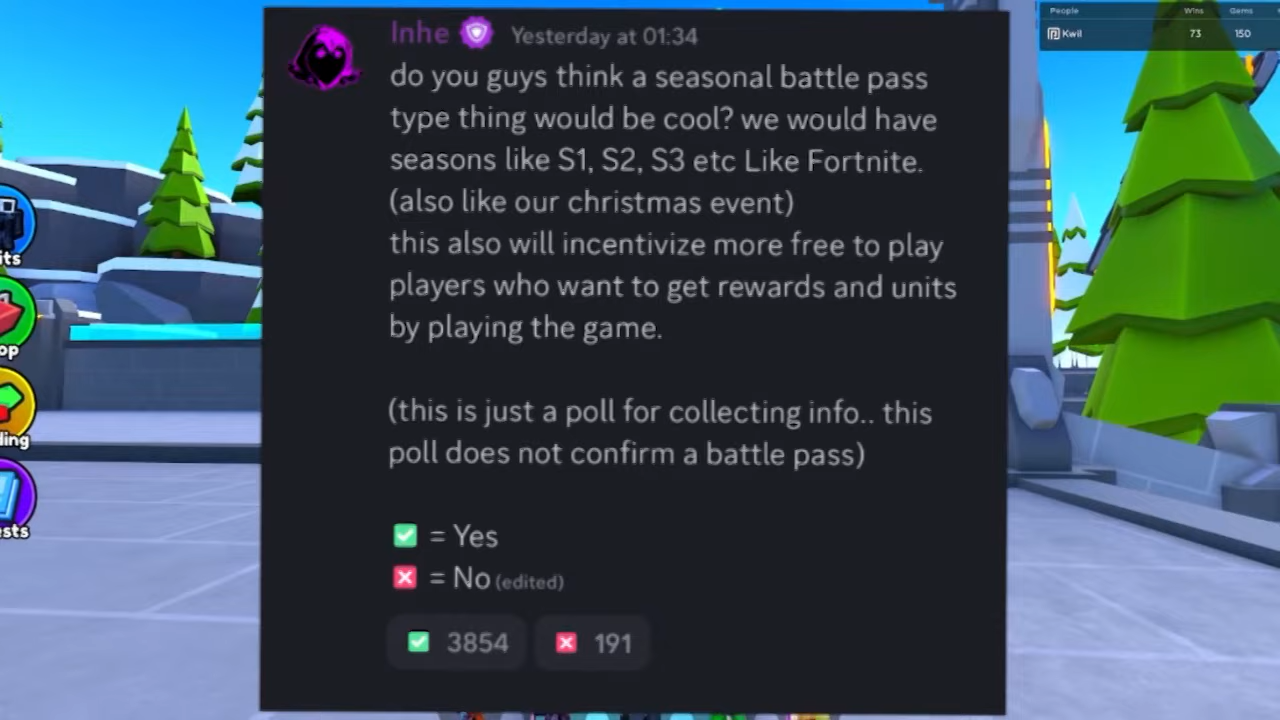 Inhe Yesterday at 01:34
do you guys think a seasonal battle pass
type thing would be cool? we would have
seasons like S1, S2, S3 etc Like Fortnite.
(also like our christmas event)
this also will incentivize more free to play
players who want to get rewards and units
by playing the game.
(this is just a poll for collecting info.. this
poll does not confirm a battle pass)
= Yes
= No (edited)
3854 191
People Wins Gems
Kwil 73 150
its
op
ding
ests